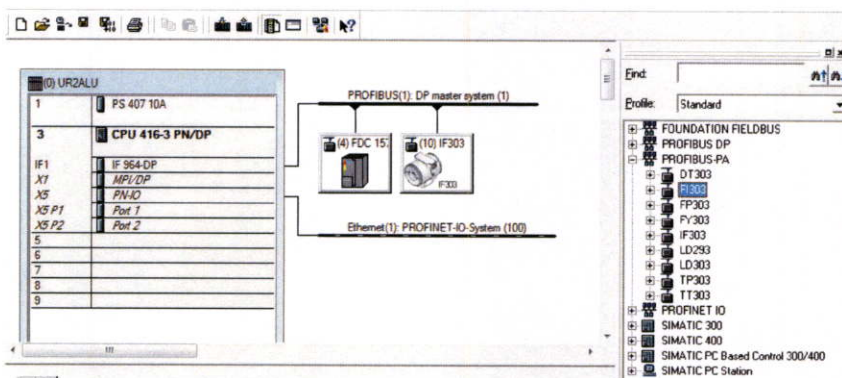 (0) UR2ALU
1 PS 407 10A
3 CPU 416-3 PN/DP
IF1 IF 964-DP
X1 MPI/DP
X5 PN-IO
X5 P1 Port 1
X5 P2 Port 2
5
6
7
8
9
PROFIBUS(1): DP master system (1)
(4) FDC 157
(10) IF303
IF303
Ethernet(1): PROFINET-IO-System (100)
Find:
Profile: Standard
FOUNDATION FIELDBUS
PROFIBUS DP
PROFIBUS-PA
DT303
FI303
FP303
FY303
IF303
LD293
LD303
TP303
TT303
PROFINET IO
SIMATIC 300
SIMATIC 400
SIMATIC PC Based Control 300/400
SIMATIC PC Station